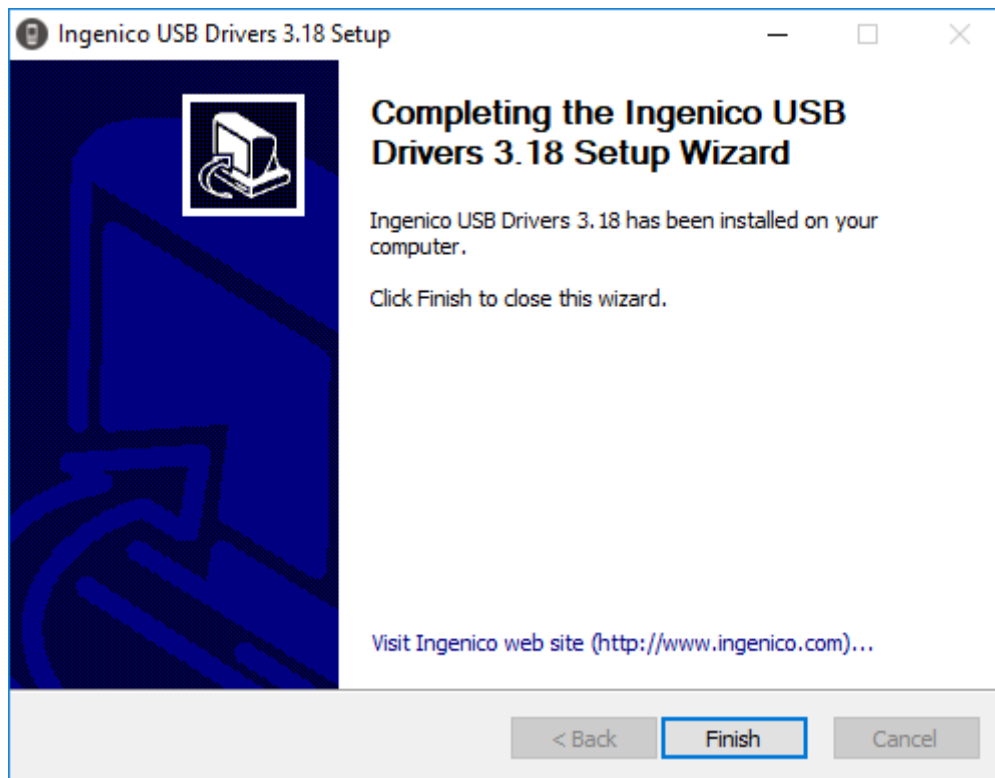 Ingenico USB Drivers 3.18 Setup
Completing the Ingenico USB
Drivers 3.18 Setup Wizard
Ingenico USB Drivers 3.18 has been installed on your
computer.
Click Finish to close this wizard.
Visit Ingenico web site (http://www.ingenico.com)...
< Back
Finish
Cancel